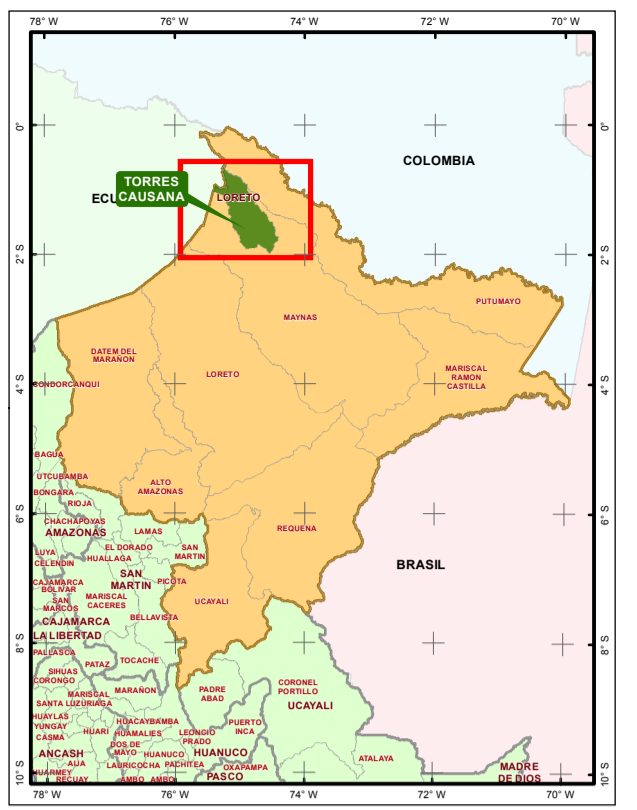 78° W
76° W
74° W
72° W
70° W
0°
0°
COLOMBIA
TORRES
CAUSANA
LORETO
2° S
2° S
PUTUMAYO
MAYNAS
DATEM DEL
MARAÑON
LORETO
MARISCAL
RAMON
CASTILLA
4° S
4° S
BAGUA
UTCUBAMBA
BONGARA
RIOJA
ALTO
AMAZONAS
6° S
6° S
CHACHAPOYAS
AMAZONAS
LAMAS
REQUENA
LUYA
EL DORADO
SAN
MARTIN
CELENDIN
HUALLAGA
BRASIL
CAJAMARCA
BOLIVAR
SAN
MARTIN
PICOTA
SAN
MARCOS
MARISCAL
CACERES
UCAYALI
CAJAMARCA
BELLAVISTA
LA LIBERTAD
8° S
8° S
PALLASCA
PATAZ
TOCACHE
SIHUAS
CORONGO
MARISCAL
LUZURIAGA
MARAÑON
PADRE
ABAD
CORONEL
PORTILLO
SANTA
UCAYALI
HUAYLAS
YUNGAY
HUACAYBAMBA
CASMA
HUARI
HUAMALIES
LEONCIO
PRADO
PUERTO
INCA
DOS DE
MAYO
ANCASH
HUANUCO
HUANUCO
ATALAYA
AIJA
LAURICOCHA
PACHITEA
OXAPAMPA
MADRE
DE DIOS
HUARMEY
RECUAY
AMBO
AMBO
PASCO
10° S
10° S
78° W
76° W
74° W
72° W
70° W